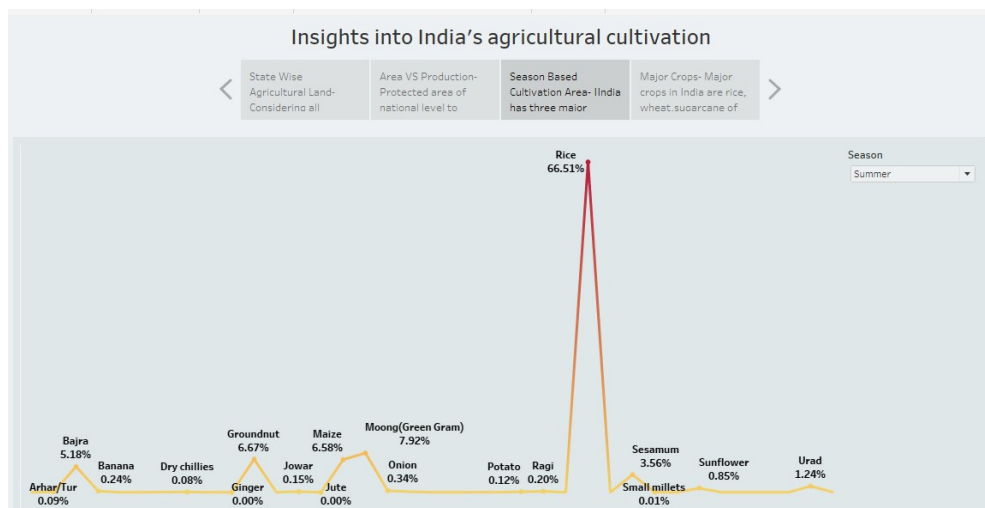 Insights into India's agricultural cultivation
State Wise
Agricultural Land-
Considering all
Area VS Production-
Protected area of
national level to
Season Based
Cultivation Area- IIndia
has three major
Major Crops- Major
crops in India are rice,
wheat,sugarcane of
Season
Summer
Rice
66.51%
Bajra
5.18%
Banana
0.24%
Dry chillies
0.08%
Groundnut
6.67%
Jowar
0.15%
Maize
6.58%
Moong(Green Gram)
7.92%
Onion
0.34%
Potato
0.12%
Ragi
0.20%
Sesamum
3.56%
Sunflower
0.85%
Urad
1.24%
Arhar/Tur
0.09%
Ginger
0.00%
Jute
0.00%
Small millets
0.01%